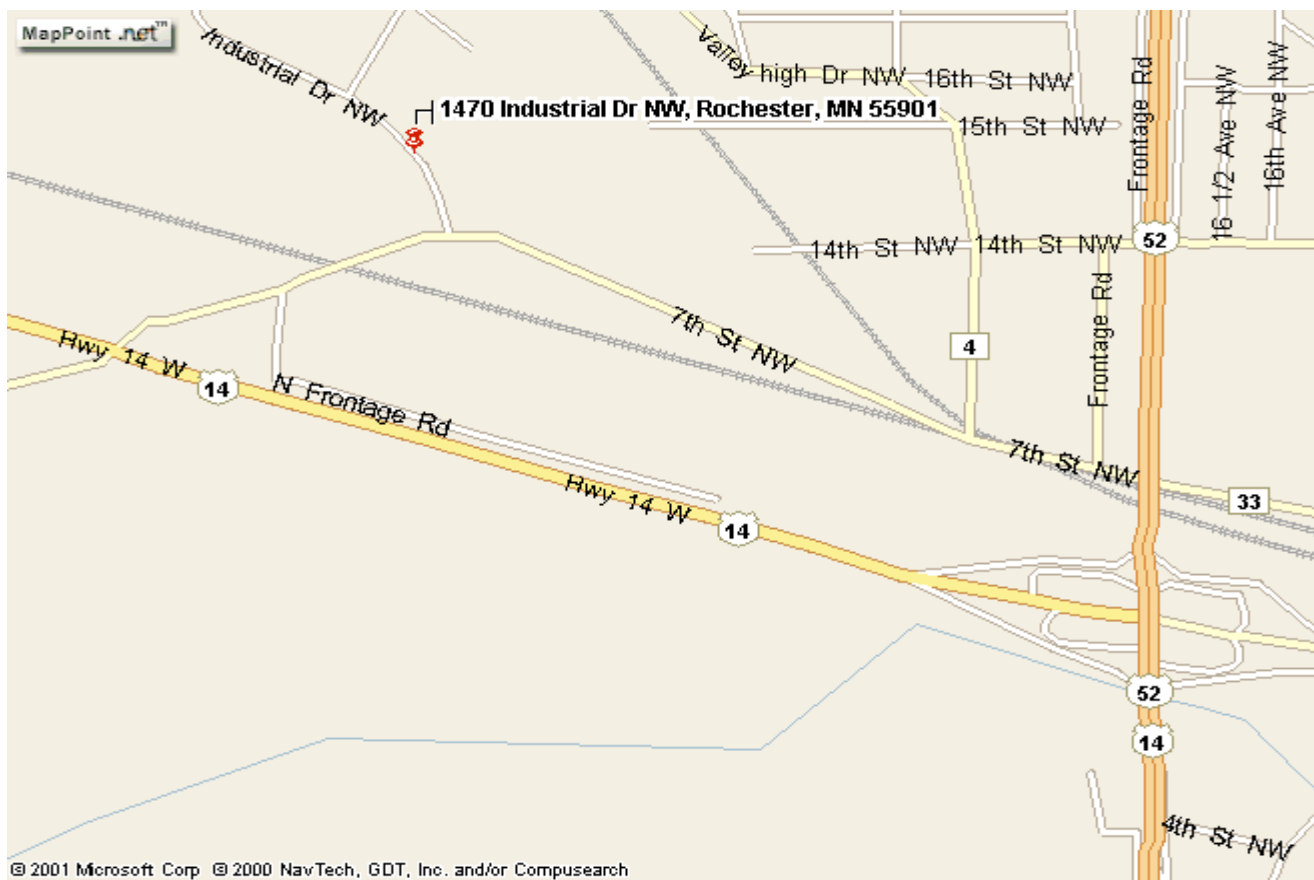 MapPoint .net™
Industrial Dr NW
1470 Industrial Dr NW, Rochester, MN 55901
Valley high Dr NW
16th St NW
15th St NW
Frontage Rd
16 1/2 Ave NW
16th Ave NW
14th St NW
14th St NW
52
Frontage Rd
7th St NW
4
Hwy 14 W
14
N Frontage Rd
7th St NW
33
Hwy 14 W
14
52
14
4th St NW
© 2001 Microsoft Corp © 2000 NavTech, GDT, Inc. and/or Compusearch